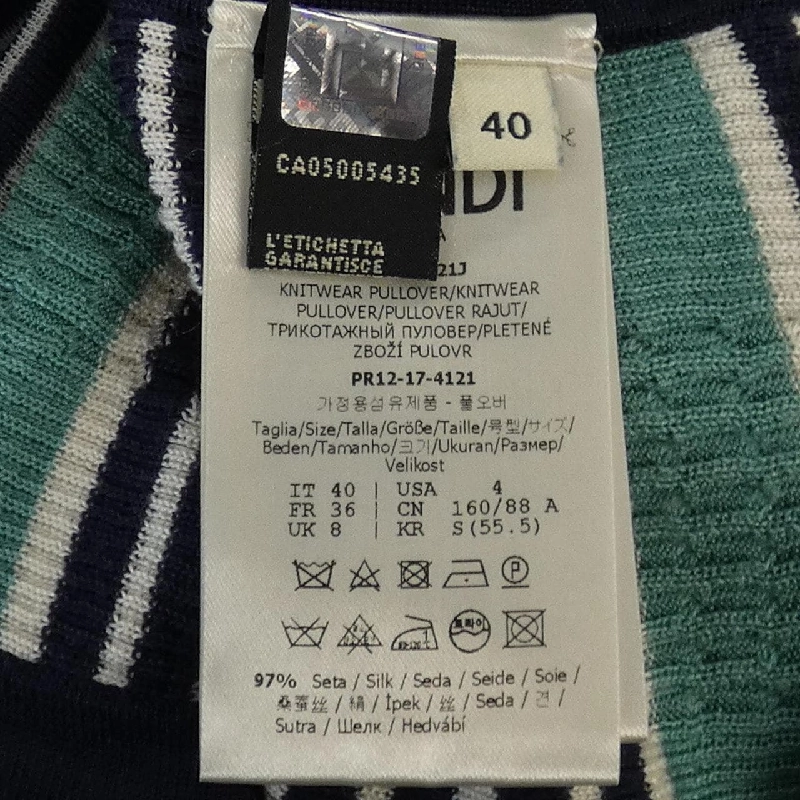 40
CA05005435
L'ETICHETTA
GARANTISCE
21J
KNITWEAR PULLOVER/KNITWEAR
PULLOVER/PULLOVER RAJUT/
ТРИКОТАЖНЫЙ ПУЛОВЕР/PLETENÉ
ZBOŽÍ PULOVR
PR12-17-4121
가정용섬유제품 - 풀오버
Taglia/Size/Talla/Größe/Taille/号型/サイズ/
Beden/Tamanho/크기/Ukuran/Размер/
Velikost
IT 40 | USA 4
FR 36 | CN 160/88 A
UK 8 | KR S(55.5)
P
드라이
97% Seta / Silk / Seda / Seide / Soie /
桑蚕丝 / 絹 / İpek / 丝 / Seda / 견 /
Sutra / Шелк / Hedvábí